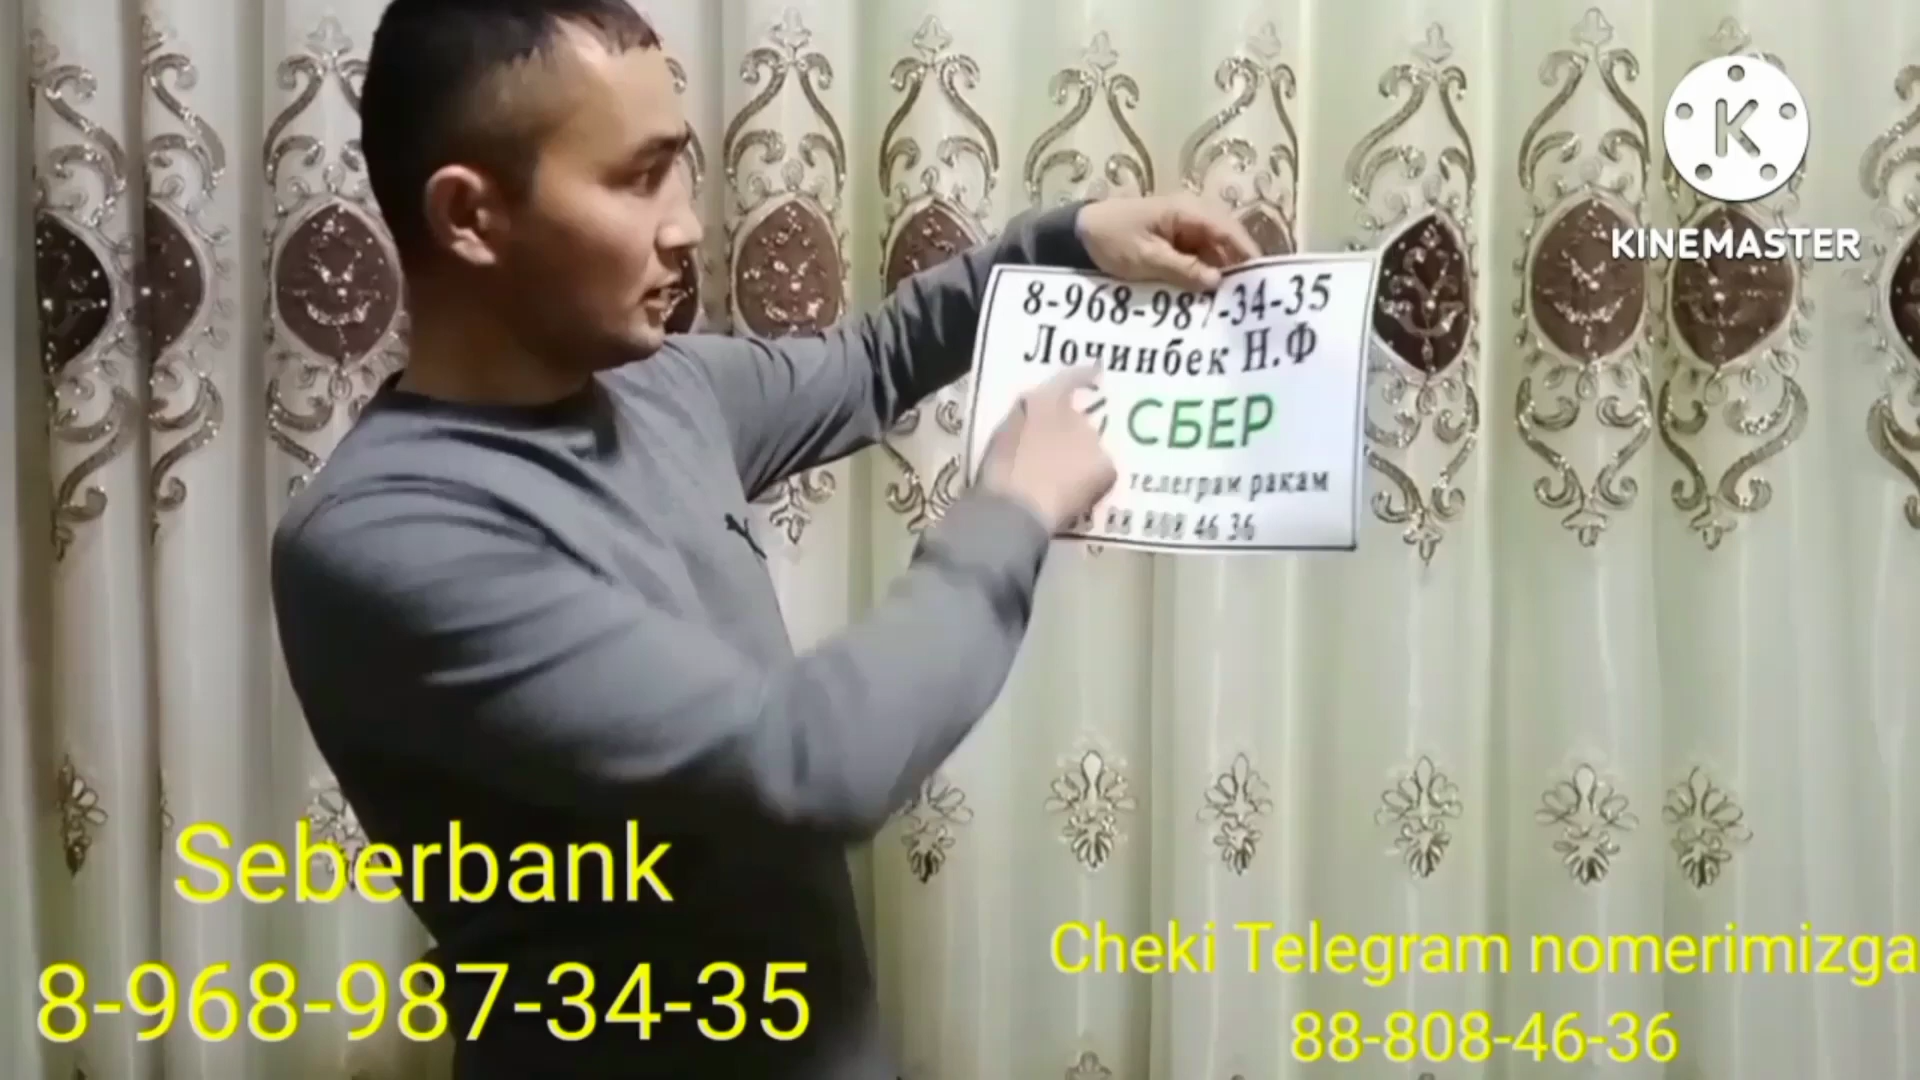 KINEMASTER
8-968-987-34-35
Лочинбек Н.Ф
СБЕР
телеграм ракам
88 808 46 36
Seberbank
8-968-987-34-35
Cheki Telegram nomerimizga
88-808-46-36